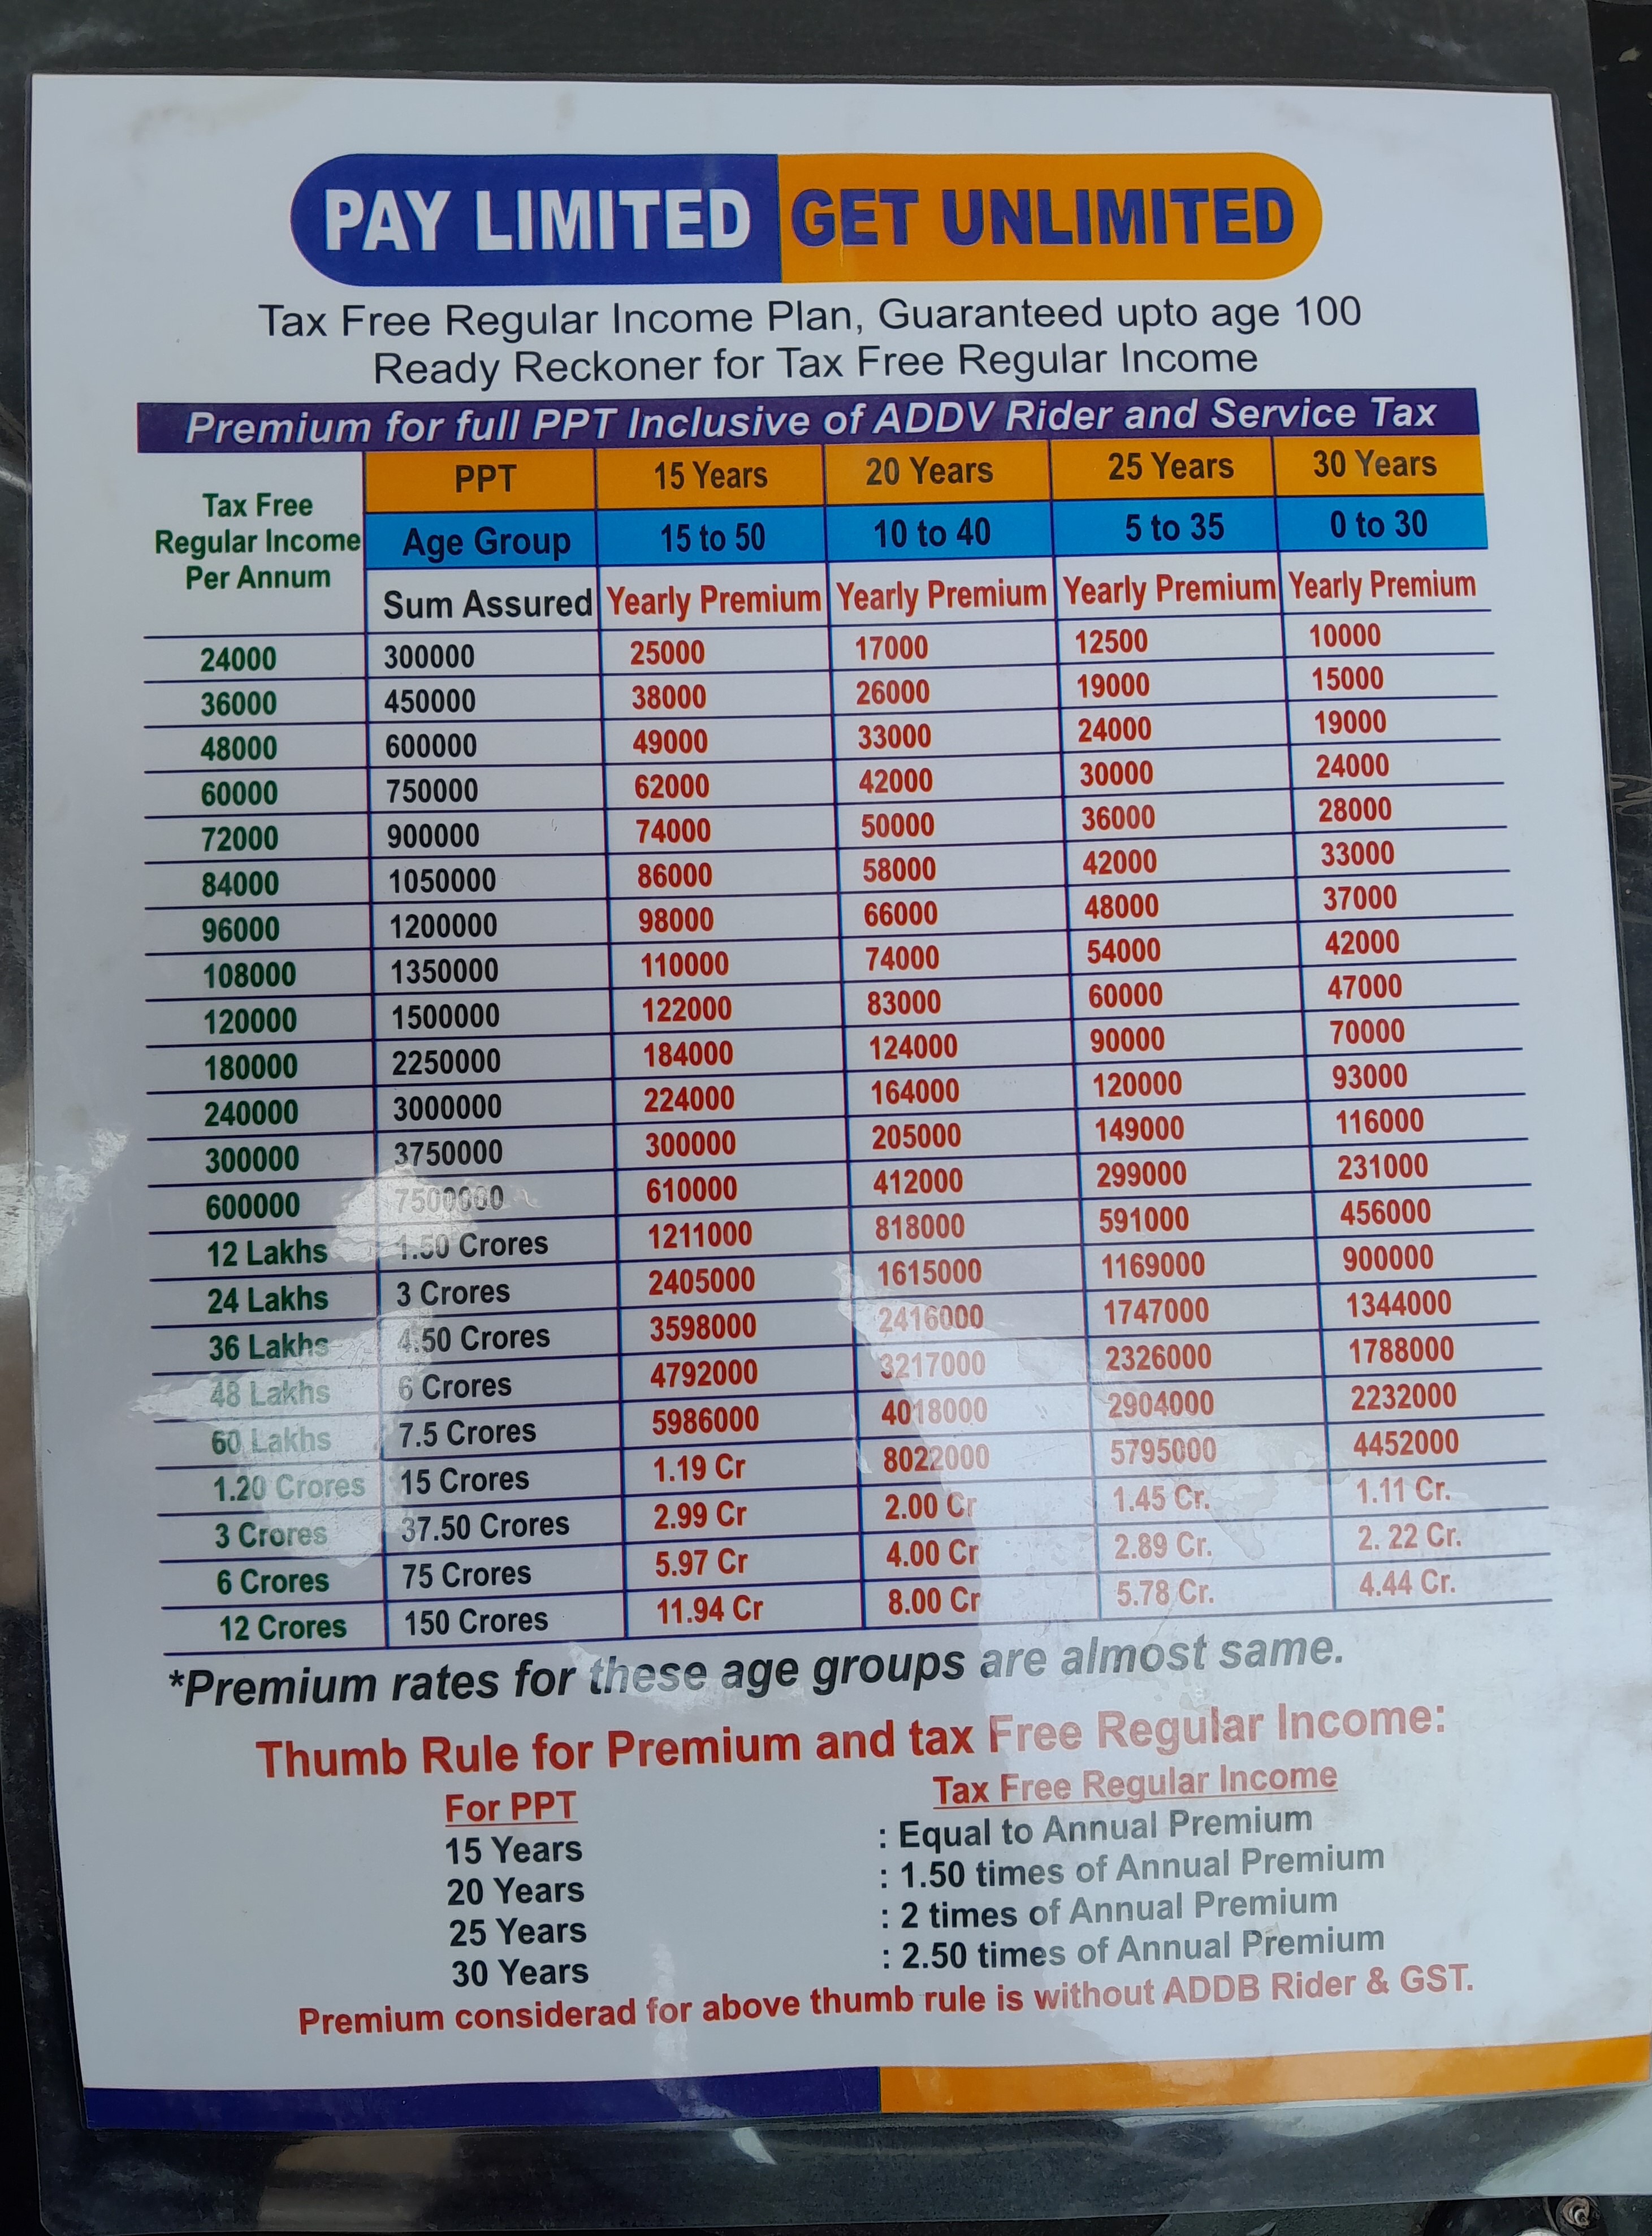 PAY LIMITED GET UNLIMITED
Tax Free Regular Income Plan, Guaranteed upto age 100
Ready Reckoner for Tax Free Regular Income
Premium for full PPT Inclusive of ADDV Rider and Service Tax
Tax Free Regular Income Per Annum PPT 15 Years 20 Years 25 Years 30 Years
Age Group 15 to 50 10 to 40 5 to 35 0 to 30
Sum Assured Yearly Premium Yearly Premium Yearly Premium Yearly Premium
24000 300000 25000 17000 12500 10000
36000 450000 38000 26000 19000 15000
48000 600000 49000 33000 24000 19000
60000 750000 62000 42000 30000 24000
72000 900000 74000 50000 36000 28000
84000 1050000 86000 58000 42000 33000
96000 1200000 98000 66000 48000 37000
108000 1350000 110000 74000 54000 42000
120000 1500000 122000 83000 60000 47000
180000 2250000 184000 124000 90000 70000
240000 3000000 224000 164000 120000 93000
300000 3750000 300000 205000 149000 116000
600000 7500000 610000 412000 299000 231000
12 Lakhs 1.50 Crores 1211000 818000 591000 456000
24 Lakhs 3 Crores 2405000 1615000 1169000 900000
36 Lakhs 4.50 Crores 3598000 2416000 1747000 1344000
48 Lakhs 6 Crores 4792000 3217000 2326000 1788000
60 Lakhs 7.5 Crores 5986000 4018000 2904000 2232000
1.20 Crores 15 Crores 1.19 Cr 8022000 5795000 4452000
3 Crores 37.50 Crores 2.99 Cr 2.00 Cr 1.45 Cr. 1.11 Cr.
6 Crores 75 Crores 5.97 Cr 4.00 Cr 2.89 Cr. 2. 22 Cr.
12 Crores 150 Crores 11.94 Cr 8.00 Cr 5.78 Cr. 4.44 Cr.
*Premium rates for these age groups are almost same.
Thumb Rule for Premium and tax Free Regular Income:
For PPT Tax Free Regular Income
15 Years : Equal to Annual Premium
20 Years : 1.50 times of Annual Premium
25 Years : 2 times of Annual Premium
30 Years : 2.50 times of Annual Premium
Premium considerad for above thumb rule is without ADDB Rider & GST.